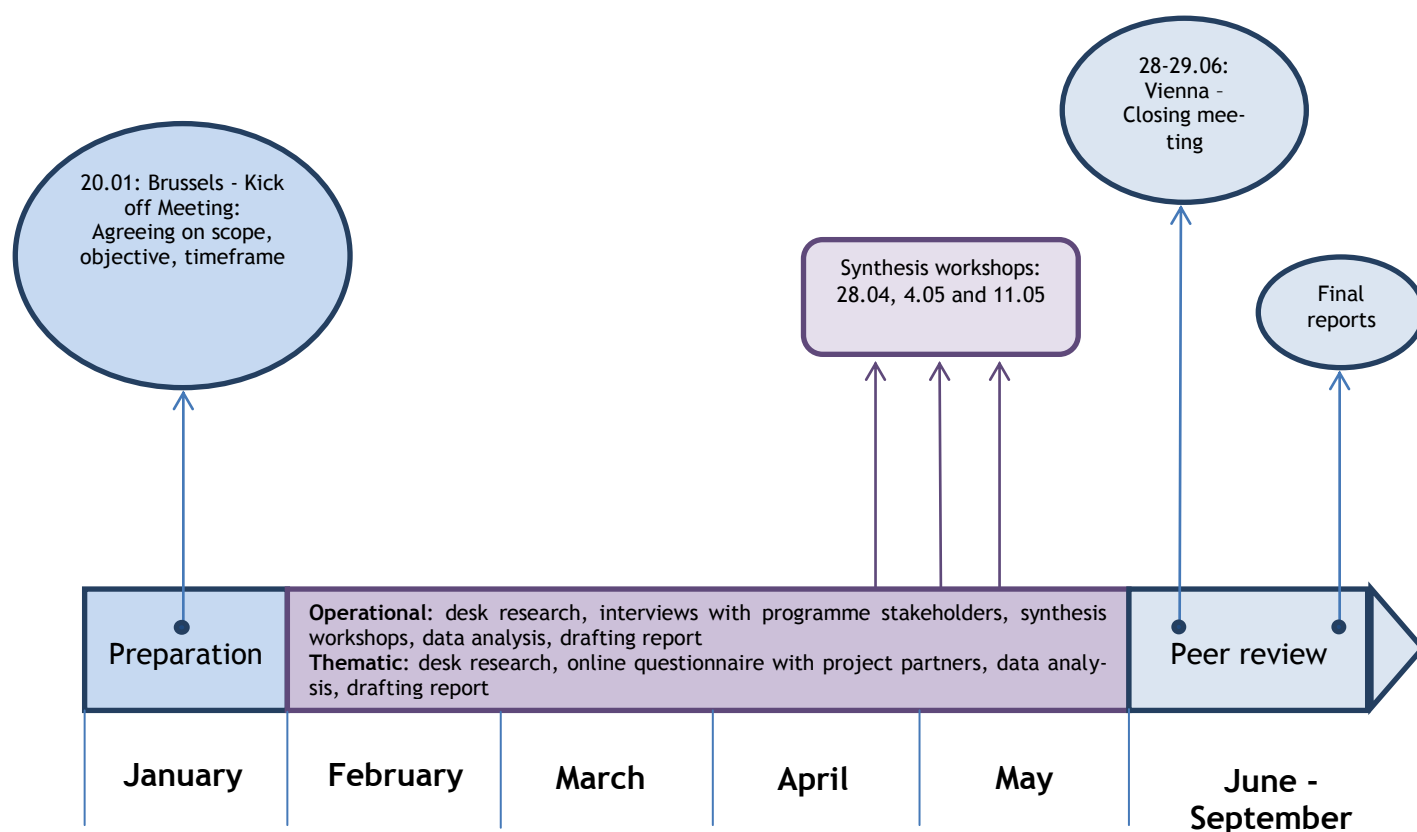 28-29.06:
Vienna –
Closing mee-
ting
20.01: Brussels - Kick
off Meeting:
Agreeing on scope,
objective, timeframe
Synthesis workshops:
28.04, 4.05 and 11.05
Final
reports
Preparation
Operational: desk research, interviews with programme stakeholders, synthesis
workshops, data analysis, drafting report
Thematic: desk research, online questionnaire with project partners, data analy-
sis, drafting report
Peer review
January
February
March
April
May
June -
September